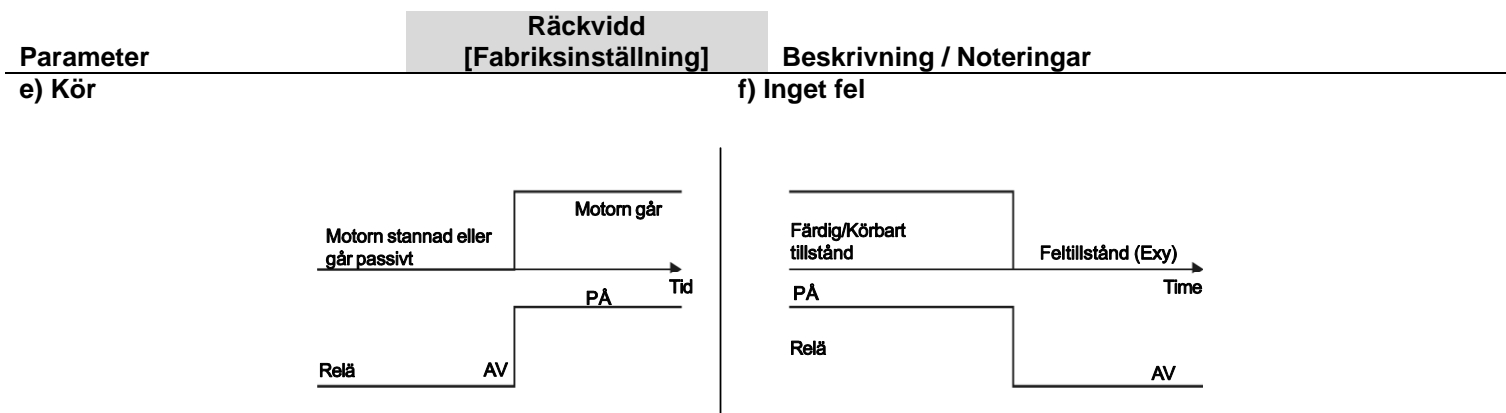 Räckvidd
Parameter [Fabriksinställning] Beskrivning / Noteringar
e) Kör f) Inget fel
Motorn går
Motorn stannad eller
går passivt
Tid
PÅ
Relä AV
Färdig/Körbart
tillstånd
Feltillstånd (Exy)
Time
PÅ
Relä
AV